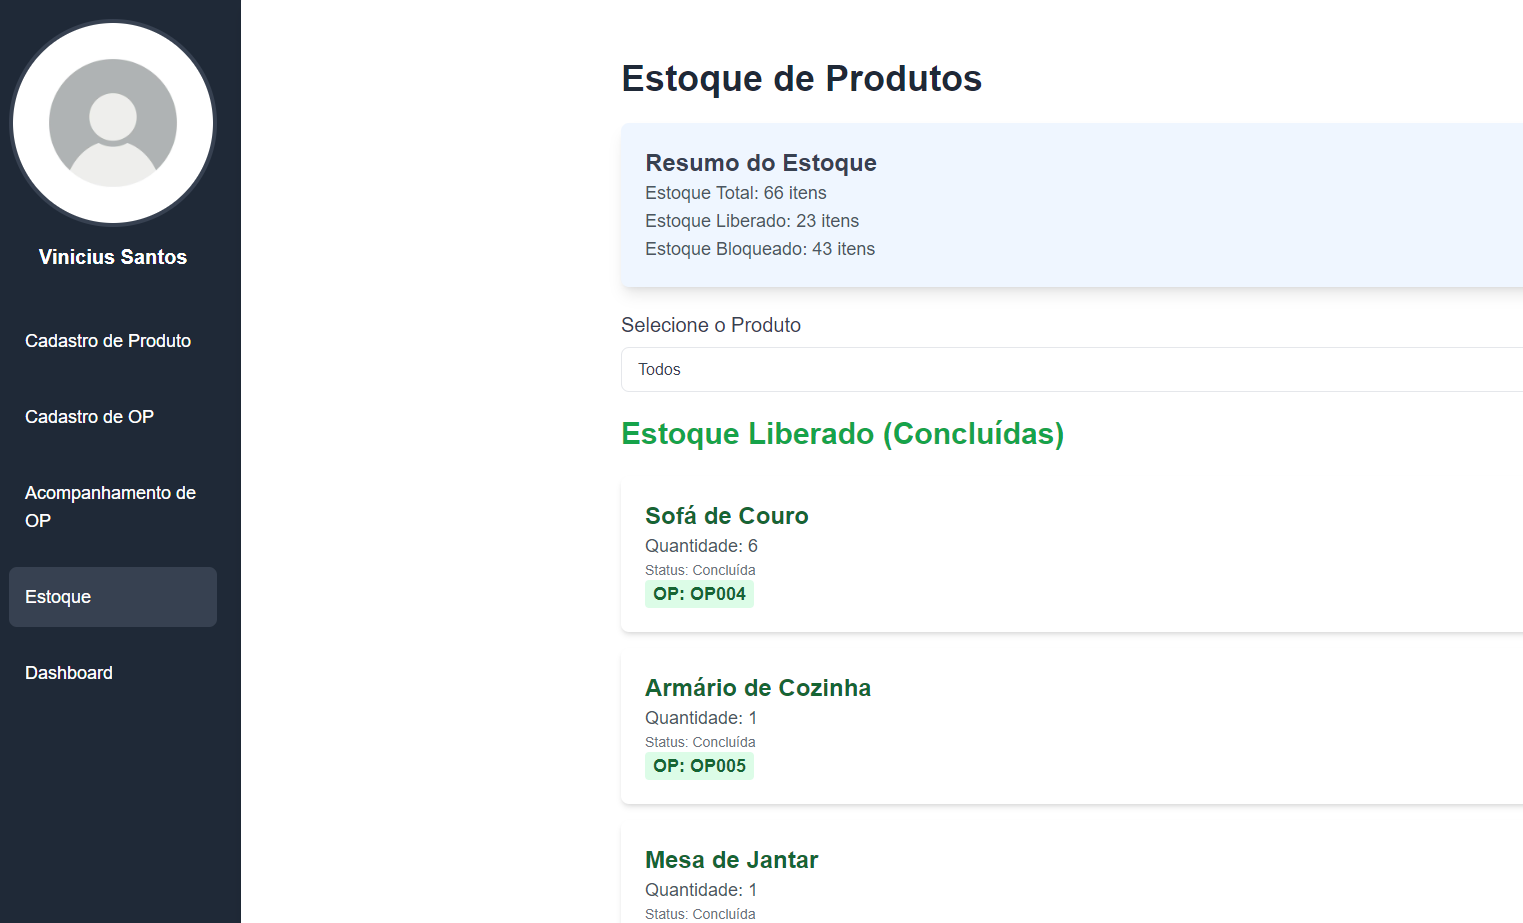 Vinicius Santos
Cadastro de Produto
Cadastro de OP
Acompanhamento de
OP
Estoque
Dashboard
Estoque de Produtos
Resumo do Estoque
Estoque Total: 66 itens
Estoque Liberado: 23 itens
Estoque Bloqueado: 43 itens
Selecione o Produto
Todos
Estoque Liberado (Concluídas)
Sofá de Couro
Quantidade: 6
Status: Concluída
OP: OP004
Armário de Cozinha
Quantidade: 1
Status: Concluída
OP: OP005
Mesa de Jantar
Quantidade: 1
Status: Concluída